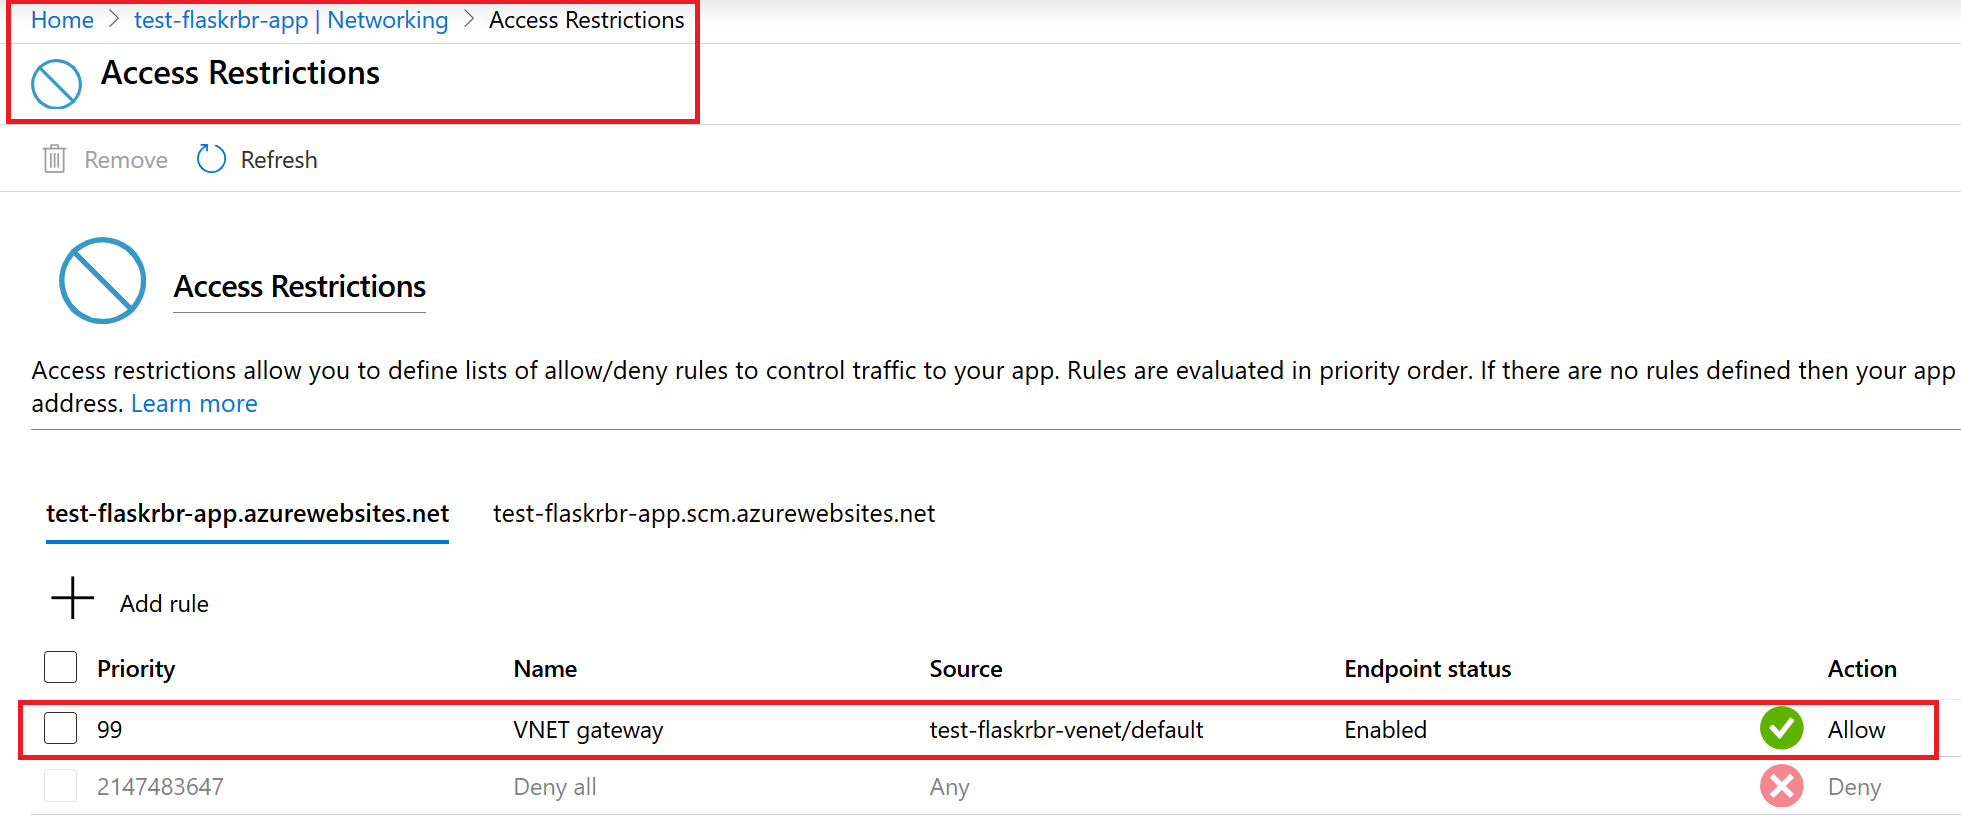 Home > test-flaskrbr-app | Networking > Access Restrictions
Access Restrictions
Remove Refresh
Access Restrictions
Access restrictions allow you to define lists of allow/deny rules to control traffic to your app. Rules are evaluated in priority order. If there are no rules defined then your app
address. Learn more
test-flaskrbr-app.azurewebsites.net test-flaskrbr-app.scm.azurewebsites.net
Add rule
Priority Name Source Endpoint status Action
99 VNET gateway test-flaskrbr-venet/default Enabled Allow
2147483647 Deny all Any Deny